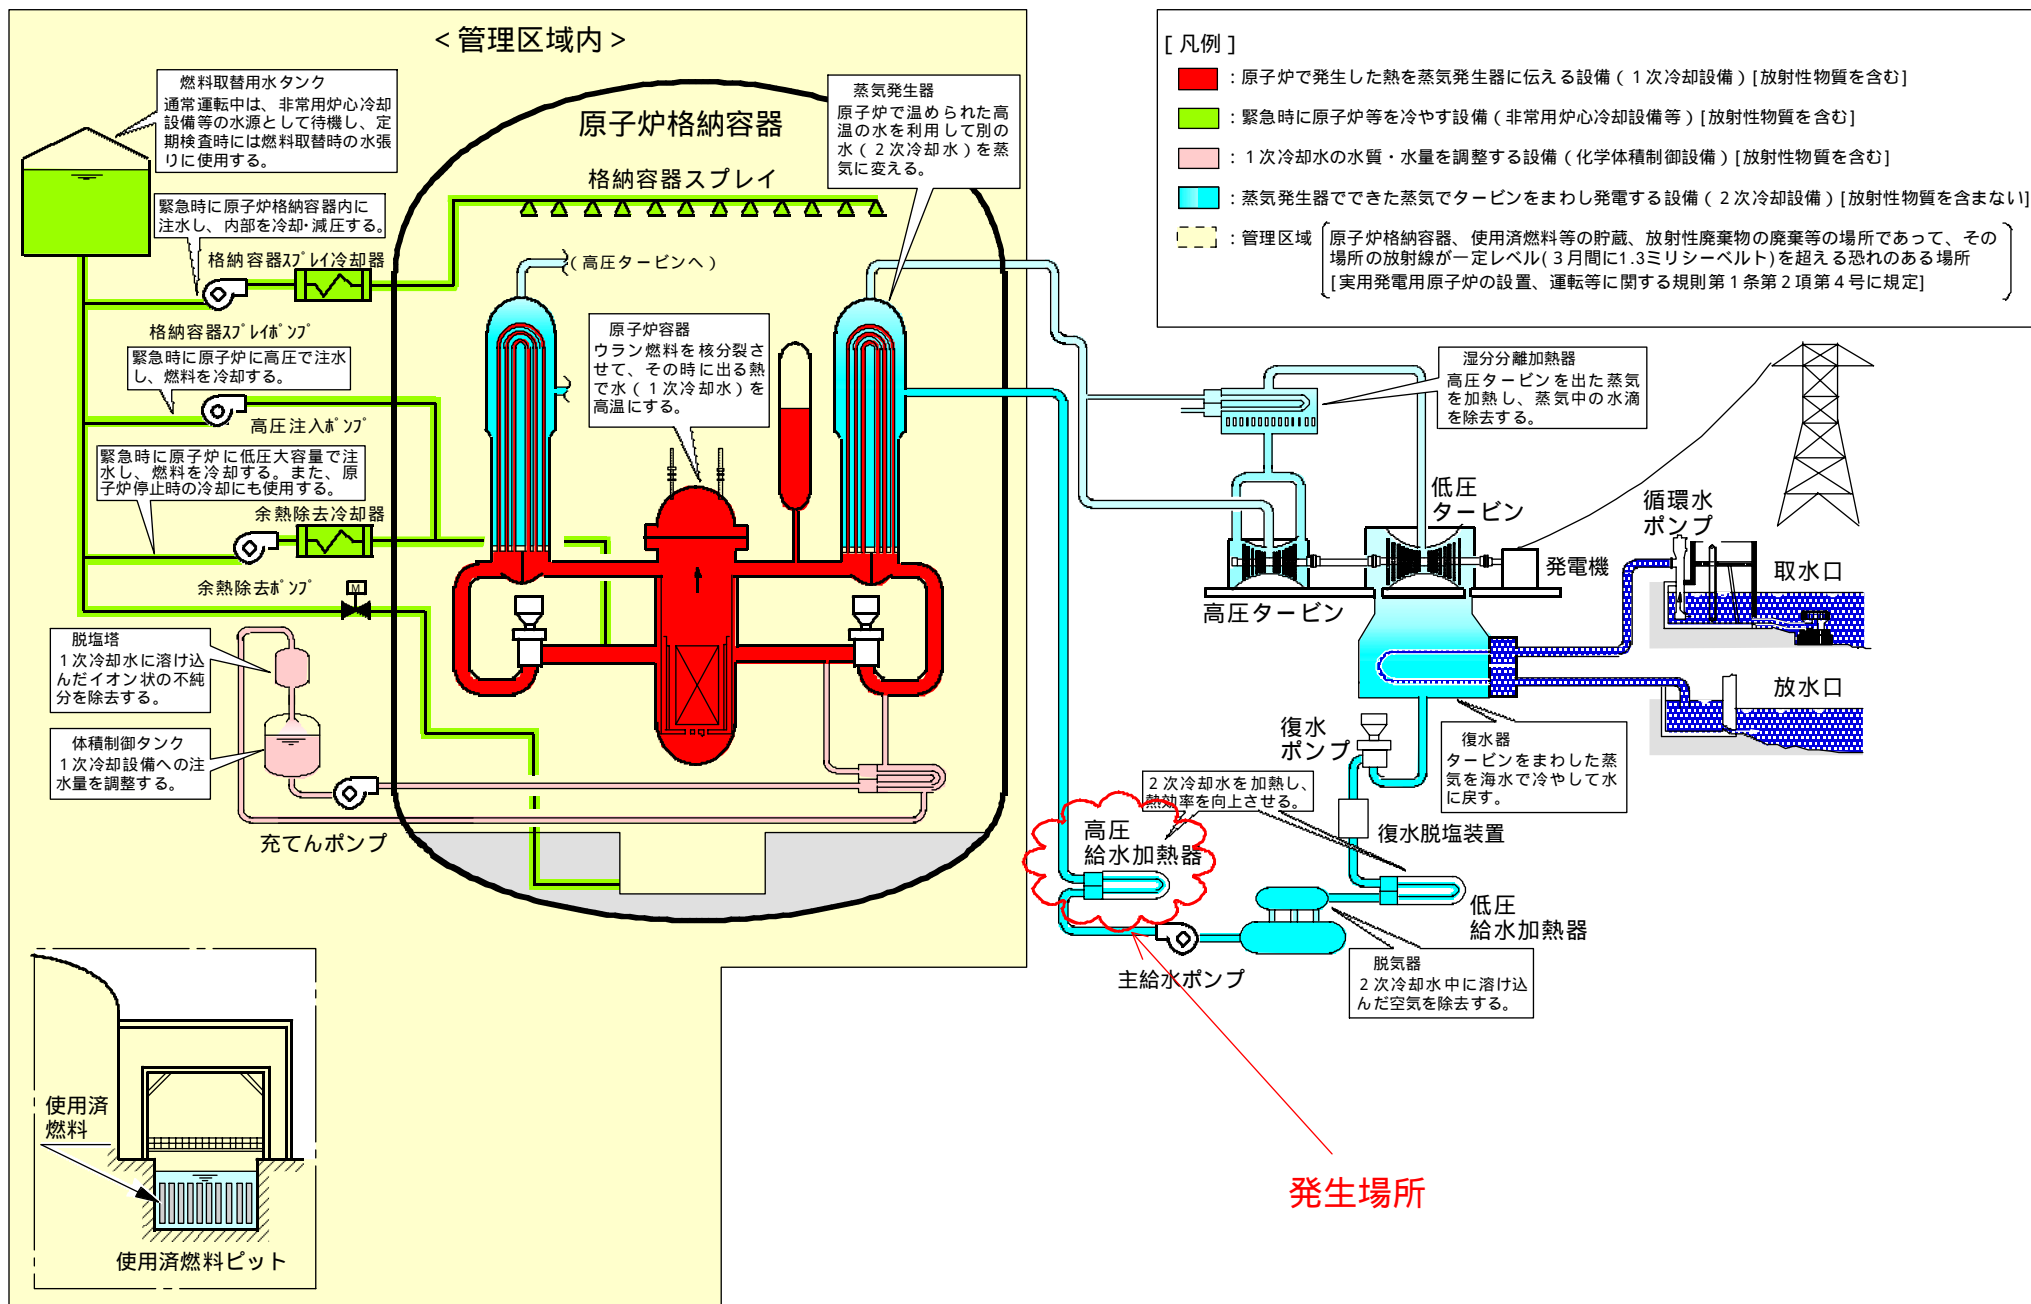 ＜管理区域内＞
燃料取替用水タンク
通常運転中は、非常用炉心冷却
設備等の水源として待機し、定
期検査時には燃料取替時の水張
りに使用する。
緊急時に原子炉格納容器内に
注水し、内部を冷却・減圧する。
格納容器ｽﾌﾟﾚｲ冷却器
格納容器ｽﾌﾟﾚｲﾎﾟﾝﾌﾟ
緊急時に原子炉に高圧で注水
し、燃料を冷却する。
高圧注入ﾎﾟﾝﾌﾟ
緊急時に原子炉に低圧大容量で注
水し、燃料を冷却する。また、原
子炉停止時の冷却にも使用する。
余熱除去冷却器
余熱除去ﾎﾟﾝﾌﾟ
M
脱塩塔
１次冷却水に溶け込
んだイオン状の不純
分を除去する。
体積制御タンク
１次冷却設備への注
水量を調整する。
充てんポンプ
原子炉格納容器
格納容器スプレイ
(高圧タービンへ)
蒸気発生器
原子炉で温められた高
温の水を利用して別の
水（２次冷却水）を蒸
気に変える。
原子炉容器
ウラン燃料を核分裂さ
せて、その時に出る熱
で水（１次冷却水）を
高温にする。
使用済
燃料
使用済燃料ピット
[凡例]
：原子炉で発生した熱を蒸気発生器に伝える設備（１次冷却設備）[放射性物質を含む]
：緊急時に原子炉等を冷やす設備（非常用炉心冷却設備等）[放射性物質を含む]
：１次冷却水の水質・水量を調整する設備（化学体積制御設備）[放射性物質を含む]
：蒸気発生器でできた蒸気でタービンをまわし発電する設備（２次冷却設備）[放射性物質を含まない]
：管理区域
原子炉格納容器、使用済燃料等の貯蔵、放射性廃棄物の廃棄等の場所であって、その
場所の放射線が一定レベル(３月間に1.3ミリシーベルト)を超える恐れのある場所
[実用発電用原子炉の設置、運転等に関する規則第１条第２項第４号に規定]
湿分分離加熱器
高圧タービンを出た蒸気
を加熱し、蒸気中の水滴
を除去する。
低圧
タービン
高圧タービン
発電機
循環水
ポンプ
取水口
放水口
復水
ポンプ
復水器
タービンをまわした蒸
気を海水で冷やして水
に戻す。
２次冷却水を加熱し、
熱効率を向上させる。
高圧
給水加熱器
復水脱塩装置
低圧
給水加熱器
主給水ポンプ
脱気器
２次冷却水中に溶け込
んだ空気を除去する。
発生場所